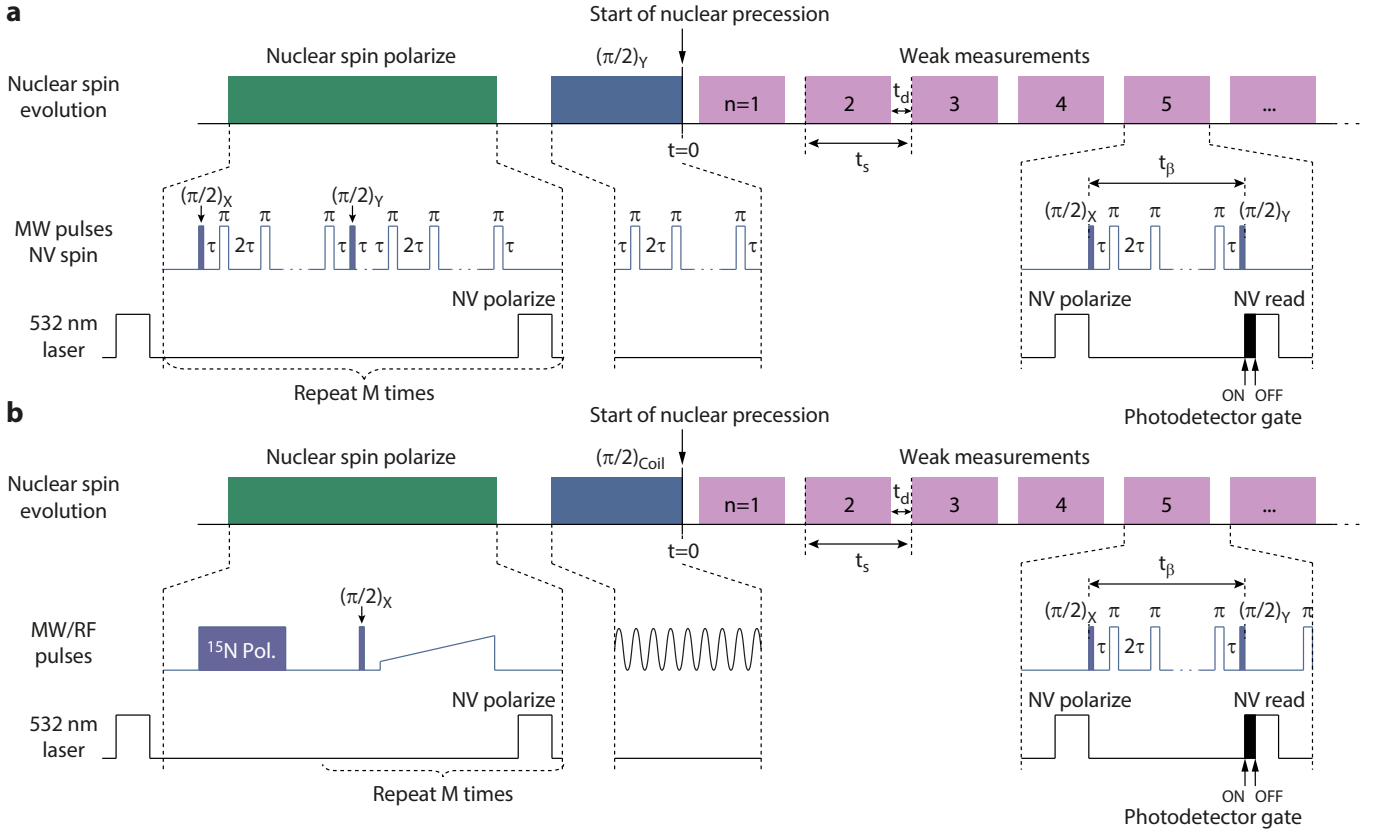 a
Start of nuclear precession
Nuclear spin polarize
(π/2)Y
Weak measurements
Nuclear spin
evolution
n=1
2
td
3
4
5
...
t=0
ts
tβ
(π/2)X
π
π
π
(π/2)Y
π
π
π
π
π
π
(π/2)X
π
π
π
(π/2)Y
MW pulses
NV spin
τ
2τ
τ
τ
τ
2τ
τ
τ
2τ
τ
τ
2τ
τ
532 nm
laser
NV polarize
NV polarize
NV read
Repeat M times
ON
OFF
Photodetector gate
b
Start of nuclear precession
Nuclear spin polarize
(π/2)Coil
Weak measurements
Nuclear spin
evolution
n=1
2
td
3
4
5
...
t=0
ts
tβ
MW/RF
pulses
15N Pol.
(π/2)X
(π/2)X
π
π
π
(π/2)Y
π
τ
2τ
τ
532 nm
laser
NV polarize
NV polarize
NV read
Repeat M times
ON
OFF
Photodetector gate